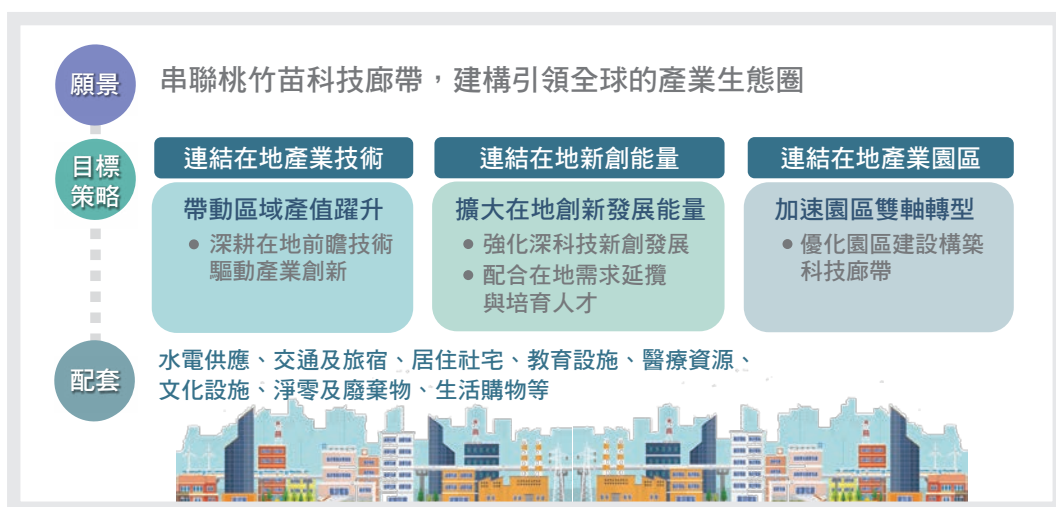 願景
串聯桃竹苗科技廊帶，建構引領全球的產業生態圈
目標
策略
連結在地產業技術
帶動區域產值躍升
• 深耕在地前瞻技術
驅動產業創新
連結在地新創能量
擴大在地創新發展能量
• 強化深科技新創發展
• 配合在地需求延攬
與培育人才
連結在地產業園區
加速園區雙軸轉型
• 優化園區建設構築
科技廊帶
配套
水電供應、交通及旅宿、居住社宅、教育設施、醫療資源、
文化設施、淨零及廢棄物、生活購物等